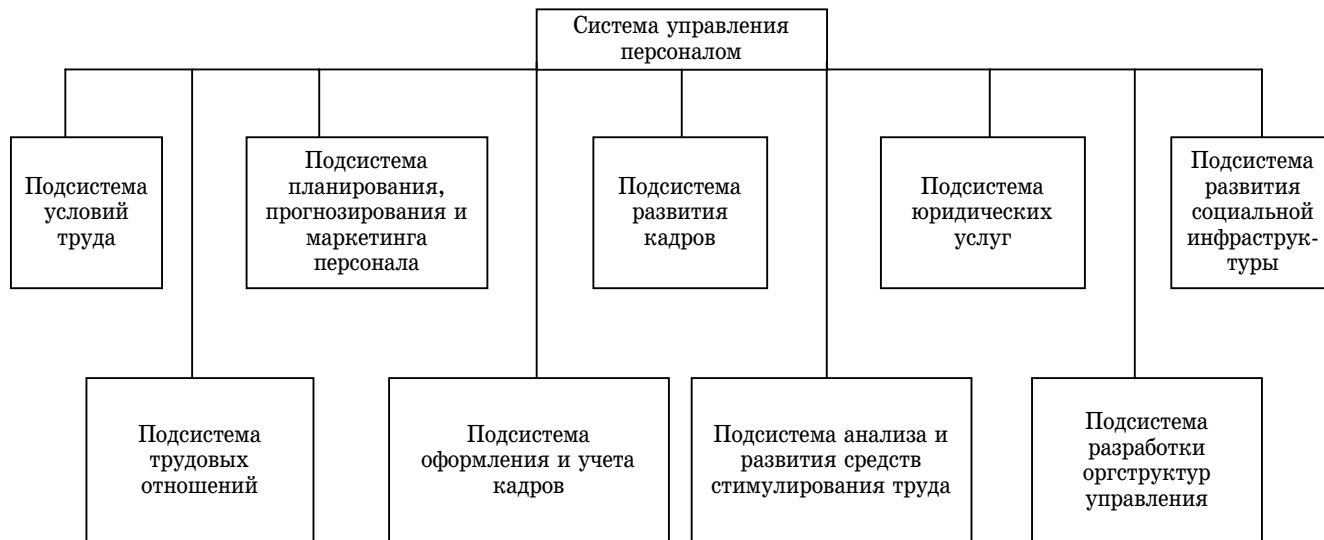 Система управления
персоналом
Подсистема
условий
труда
Подсистема
планирования,
прогнозирования и
маркетинга
персонала
Подсистема
развития
кадров
Подсистема
юридических
услуг
Подсистема
развития
социальной
инфраструк-
туры
Подсистема
трудовых
отношений
Подсистема
оформления и учета
кадров
Подсистема анализа и
развития средств
стимулирования труда
Подсистема
разработки
оргструктур
управления